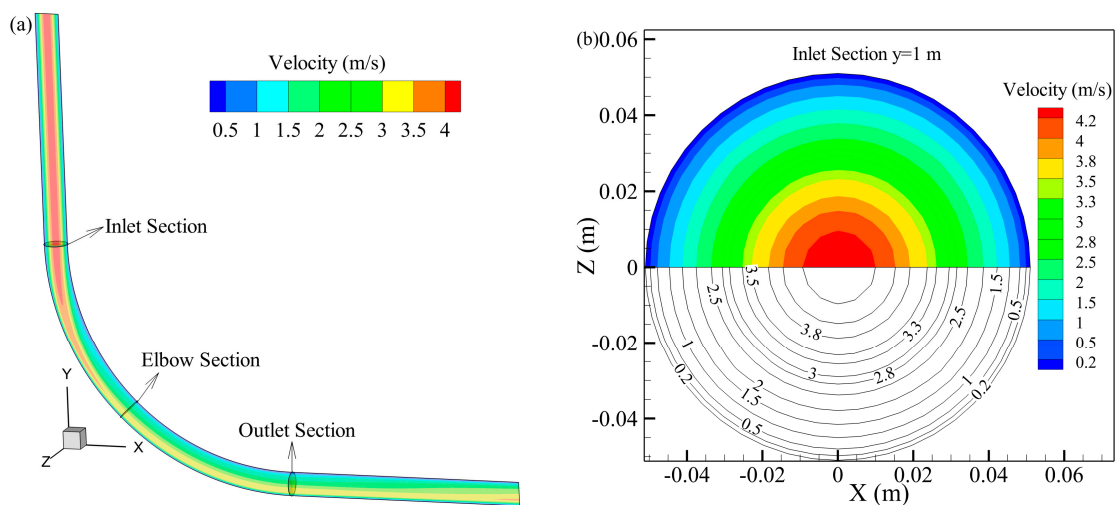 (a)
Velocity (m/s)
0.5 1 1.5 2 2.5 3 3.5 4
Inlet Section
Elbow Section
Outlet Section
Y
X
Z
(b)
Inlet Section y=1 m
Velocity (m/s)
4.2
4
3.8
3.5
3.3
3
2.8
2.5
2
1.5
1
0.5
0.2
Z (m)
0.06
0.04
0.02
0
-0.02
-0.04
3.5
2.5
1.5
0.5
3.8
3.3
2.5
3
2.8
1
0.2
2
1.5
1
0.2
0.5
-0.04 -0.02 0 0.02 0.04 0.06
X (m)